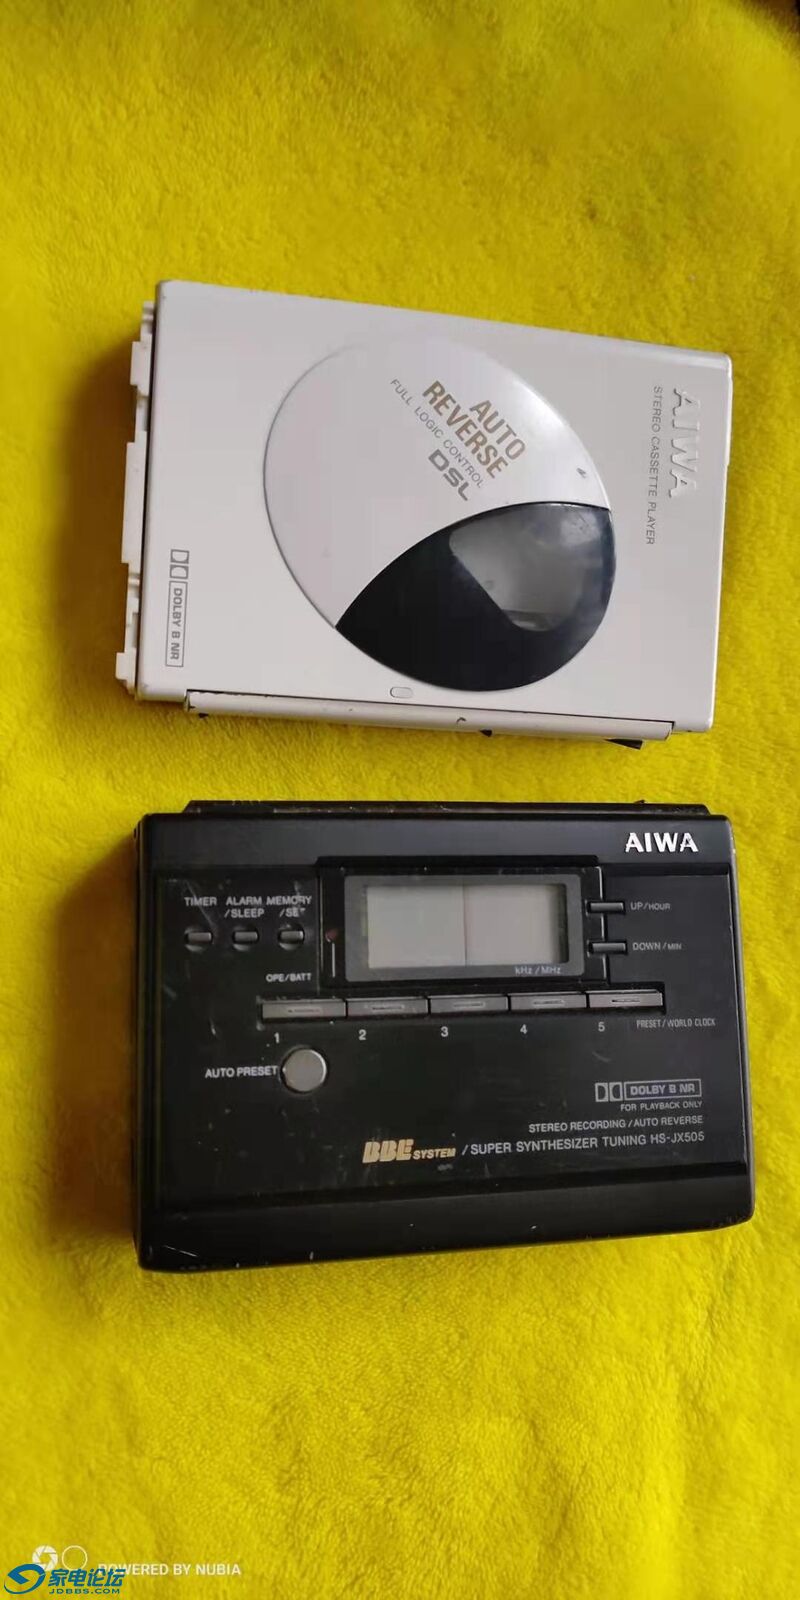 AIWA
STEREO CASSETTE PLAYER
AUTO
REVERSE
FULL LOGIC CONTROL
DSL
DOLBY B NR
AIWA
TIMER
ALARM
/SLEEP
MEMORY
/SET
UP/HOUR
DOWN/MIN
kHz/MHz
OPE/BATT
1 2 3 4 5
PRESET/WORLD CLOCK
AUTO PRESET
DOLBY B NR
FOR PLAYBACK ONLY
STEREO RECORDING/AUTO REVERSE
BBE SYSTEM /SUPER SYNTHESIZER TUNING HS-JX505
POWERED BY NUBIA
家电论坛
JDBBS.COM